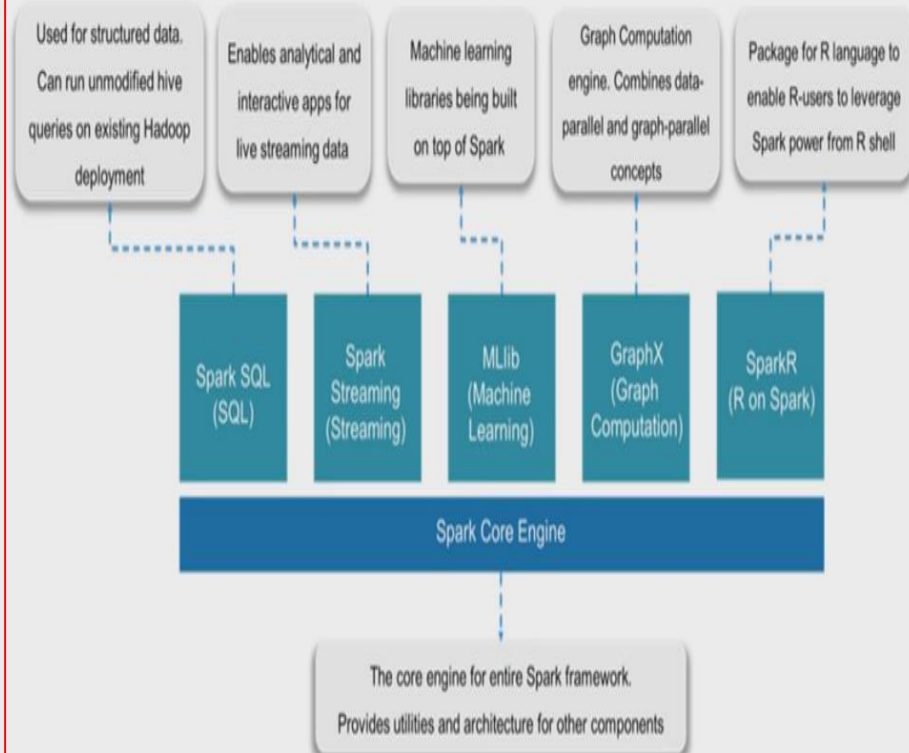 Used for structured data.
Can run unmodified hive
queries on existing Hadoop
deployment
Enables analytical and
interactive apps for
live streaming data
Machine learning
libraries being built
on top of Spark
Graph Computation
engine. Combines data-
parallel and graph-parallel
concepts
Package for R language to
enable R-users to leverage
Spark power from R shell
Spark SQL
(SQL)
Spark
Streaming
(Streaming)
MLlib
(Machine
Learning)
GraphX
(Graph
Computation)
SparkR
(R on Spark)
Spark Core Engine
The core engine for entire Spark framework.
Provides utilities and architecture for other components